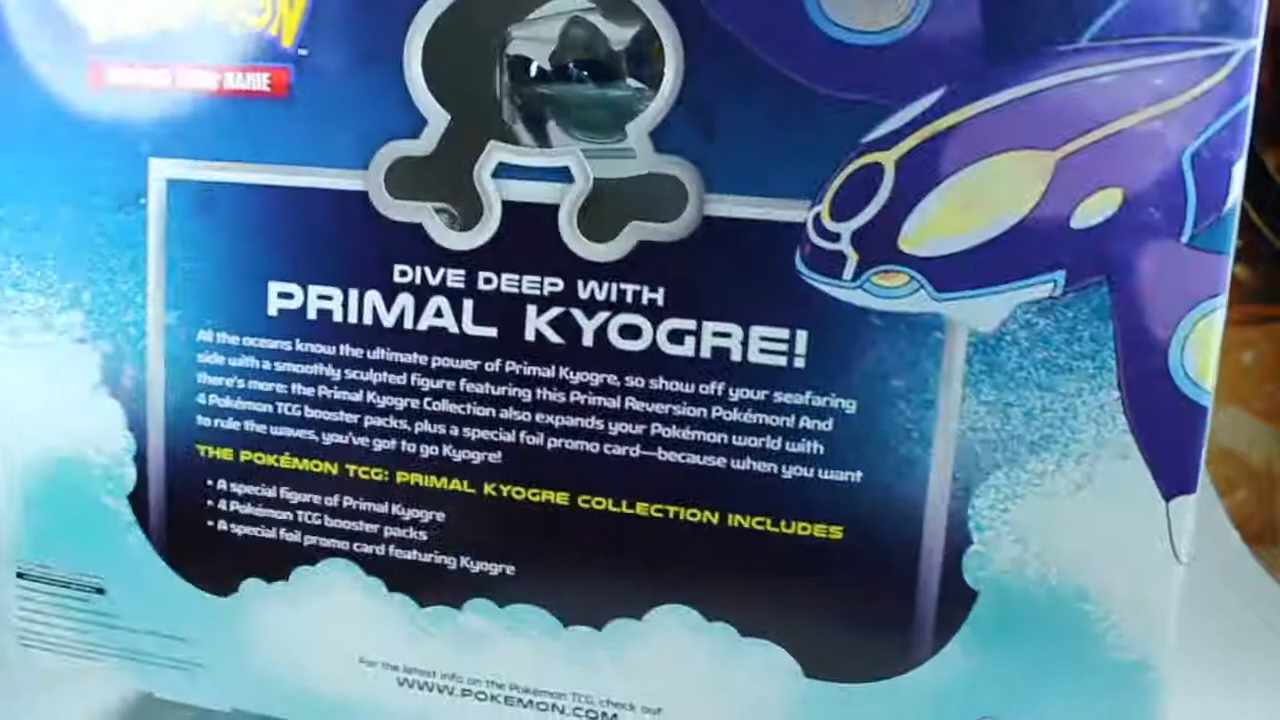 DIVE DEEP WITH
PRIMAL KYOGRE!
All the oceans know the ultimate power of Primal Kyogre, so show off your seafaring
side with a smoothly sculpted figure featuring this Primal Reversion Pokémon! And
there's more: the Primal Kyogre Collection also expands your Pokémon world with
4 Pokémon TCG booster packs, plus a special foil promo card—because when you want
to rule the waves, you've got to go Kyogre!
THE POKÉMON TCG: PRIMAL KYOGRE COLLECTION INCLUDES
• A special figure of Primal Kyogre
• 4 Pokémon TCG booster packs
• A special foil promo card featuring Kyogre
For the latest info on the Pokémon TCG, check out
WWW.POKEMON.COM